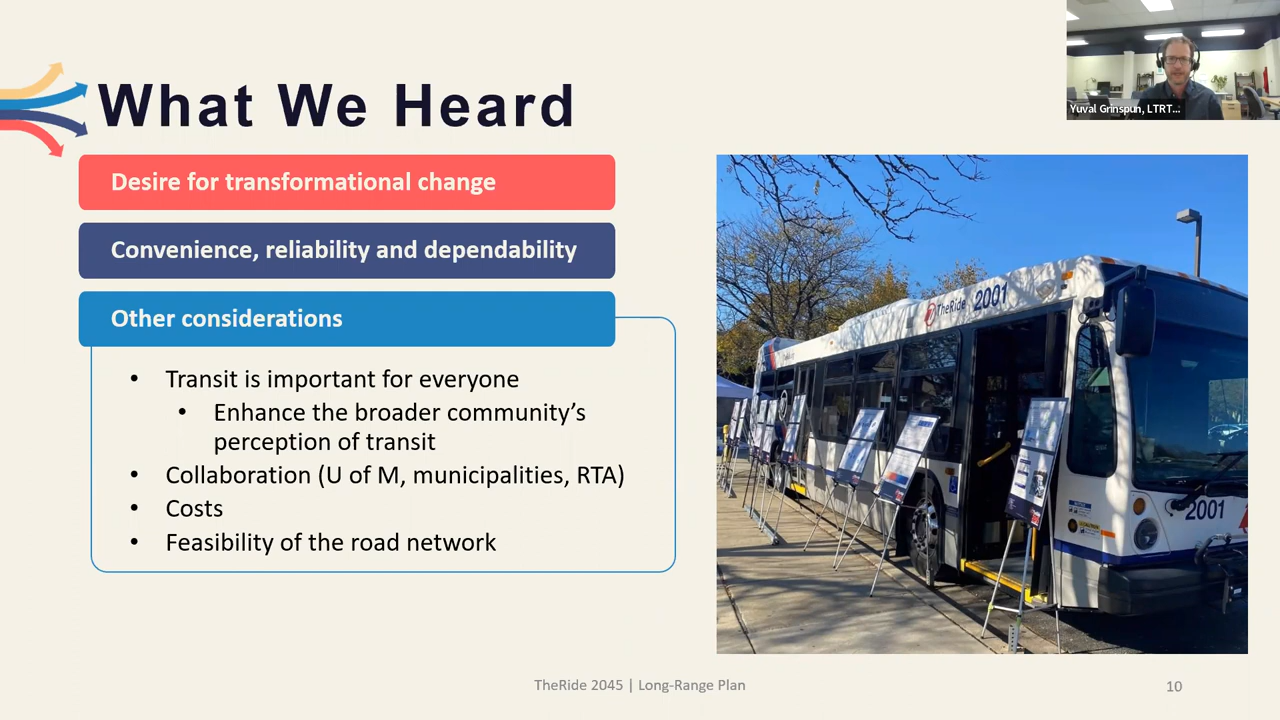 What We Heard
Yuval Grinspun, LTRT...
Desire for transformational change
Convenience, reliability and dependability
Other considerations
• Transit is important for everyone
• Enhance the broader community's
perception of transit
• Collaboration (U of M, municipalities, RTA)
• Costs
• Feasibility of the road network
TheRide 2001
2001
TheRide 2045 | Long-Range Plan
10